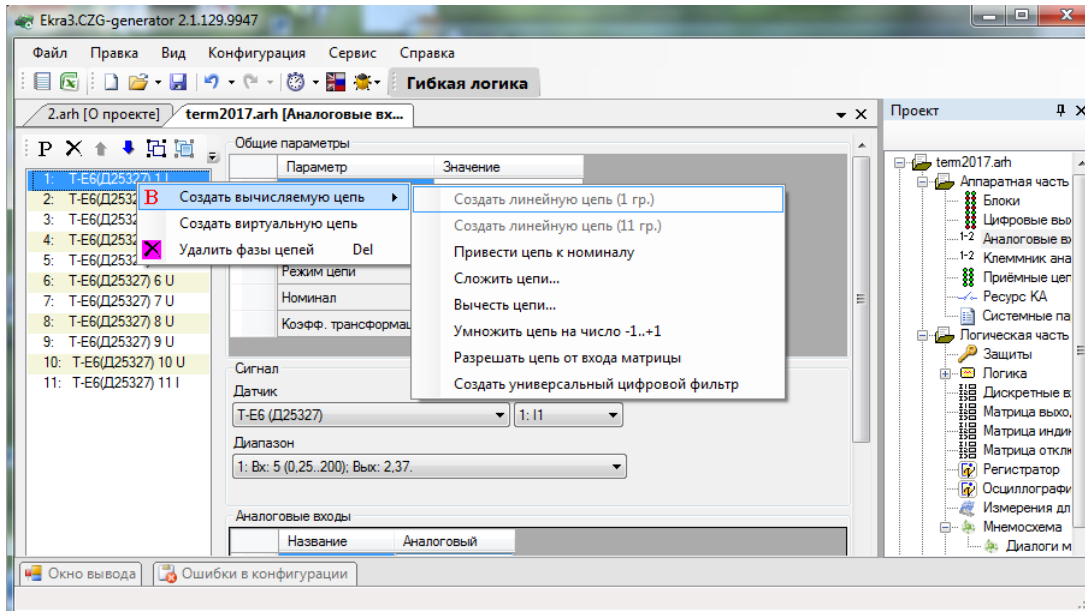 Ekra3.CZG-generator 2.1.129.9947
Файл Правка Вид Конфигурация Сервис Справка
Гибкая логика
2.arh [О проекте] term2017.arh [Аналоговые вх...
Проект
P
Общие параметры
Параметр Значение
1: Т-Е6(Д25327) 1 I
2: Т-Е6(Д2532
3: Т-Е6(Д2532
4: Т-Е6(Д2532
5: Т-Е6(Д2532
6: Т-Е6(Д25327) 6 U
7: Т-Е6(Д25327) 7 U
8: Т-Е6(Д25327) 8 U
9: Т-Е6(Д25327) 9 U
10: Т-Е6(Д25327) 10 U
11: Т-Е6(Д25327) 11 I
B Создать вычисляемую цепь
Создать виртуальную цепь
Удалить фазы цепей Del
Создать линейную цепь (1 гр.)
Создать линейную цепь (11 гр.)
Привести цепь к номиналу
Сложить цепи...
Вычесть цепи...
Умножить цепь на число -1..+1
Разрешать цепь от входа матрицы
Создать универсальный цифровой фильтр
Режим цепи
Номинал
Коэфф. трансформац
Сигнал
Датчик
Т-Е6 (Д25327) 1: I1
Диапазон
1: Вх: 5 (0,25..200); Вых: 2,37.
Аналоговые входы
Название Аналоговый
term2017.arh
Аппаратная часть
Блоки
Цифровые вхо
1-2 Аналоговые вх
1-2 Клеммник ана
Приёмные цеп
Ресурс КА
Системные па
Логическая часть
Защиты
Логика
Дискретные в
Матрица выхо
Матрица индин
Матрица отклн
Регистратор
Осциллографи
Измерения дл
Мнемосхема
Диалоги м
Окно вывода Ошибки в конфигурации